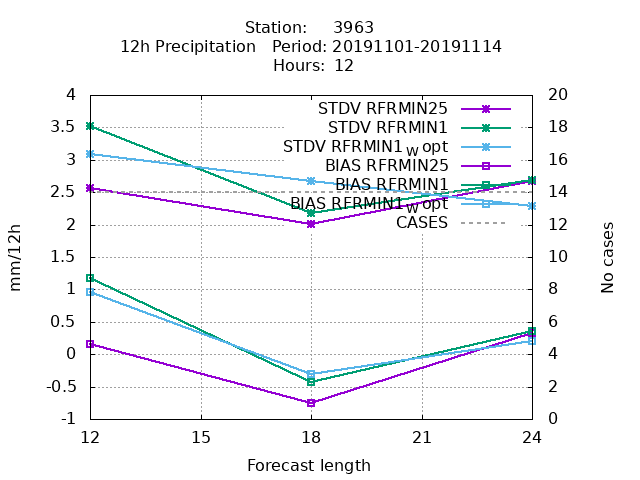 Station: 3963
12h Precipitation Period: 20191101-20191114
Hours: 12
4
3.5
3
2.5
2
1.5
1
0.5
0
-0.5
-1
20
18
16
14
12
10
8
6
4
2
0
STDV RFRMIN25
STDV RFRMIN1
STDV RFRMIN1w opt
BIAS RFRMIN25
BIAS RFRMIN1
BIAS RFRMIN1w opt
CASES
mm/12h
No cases
12 15 18 21 24
Forecast length